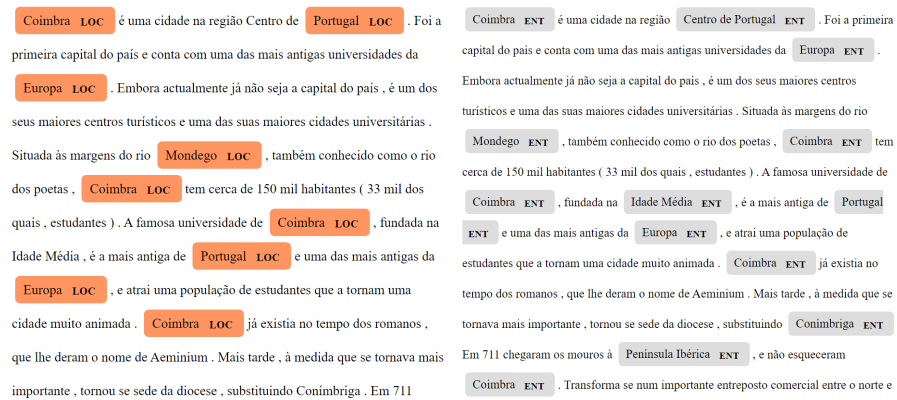 Coimbra LOC é uma cidade na região Centro de Portugal LOC . Foi a
primeira capital do país e conta com uma das mais antigas universidades da
Europa LOC . Embora actualmente já não seja a capital do país , é um dos
seus maiores centros turísticos e uma das suas maiores cidades universitárias .
Situada às margens do rio Mondego LOC , também conhecido como o rio
dos poetas , Coimbra LOC tem cerca de 150 mil habitantes ( 33 mil dos
quais , estudantes ) . A famosa universidade de Coimbra LOC , fundada na
Idade Média , é a mais antiga de Portugal LOC e uma das mais antigas da
Europa LOC , e atrai uma população de estudantes que a tornam uma
cidade muito animada . Coimbra LOC já existia no tempo dos romanos ,
que lhe deram o nome de Aeminium . Mais tarde , à medida que se tornava mais
importante , tornou se sede da diocese , substituindo Conímbriga . Em 711
Coimbra ENT é uma cidade na região Centro de Portugal ENT . Foi a primeira
capital do país e conta com uma das mais antigas universidades da Europa ENT .
Embora actualmente já não seja a capital do país , é um dos seus maiores centros
turísticos e uma das suas maiores cidades universitárias . Situada às margens do rio
Mondego ENT , também conhecido como o rio dos poetas , Coimbra ENT tem
cerca de 150 mil habitantes ( 33 mil dos quais , estudantes ) . A famosa universidade de
Coimbra ENT , fundada na Idade Média ENT , é a mais antiga de Portugal
ENT e uma das mais antigas da Europa ENT , e atrai uma população de
estudantes que a tornam uma cidade muito animada . Coimbra ENT já existia no
tempo dos romanos , que lhe deram o nome de Aeminium . Mais tarde , à medida que se
tornava mais importante , tornou se sede da diocese , substituindo Conímbriga ENT .
Em 711 chegaram os mouros à Península Ibérica ENT , e não esqueceram
Coimbra ENT . Transforma se num importante entreposto comercial entre o norte e